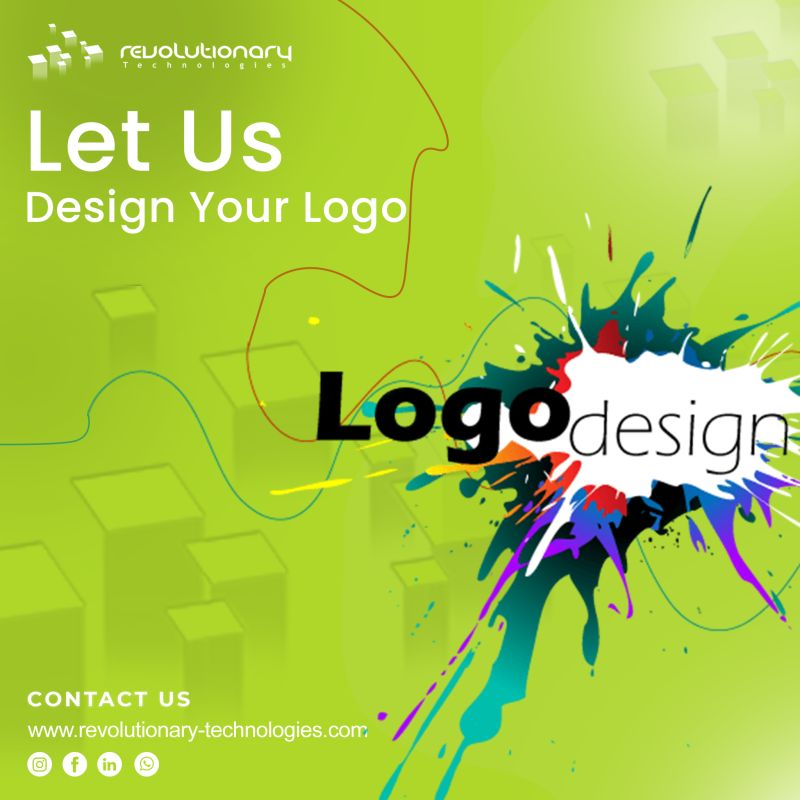 revolutionary
Technologies
Let Us
Design Your Logo
Logo design
CONTACT US
www.revolutionary-technologies.com